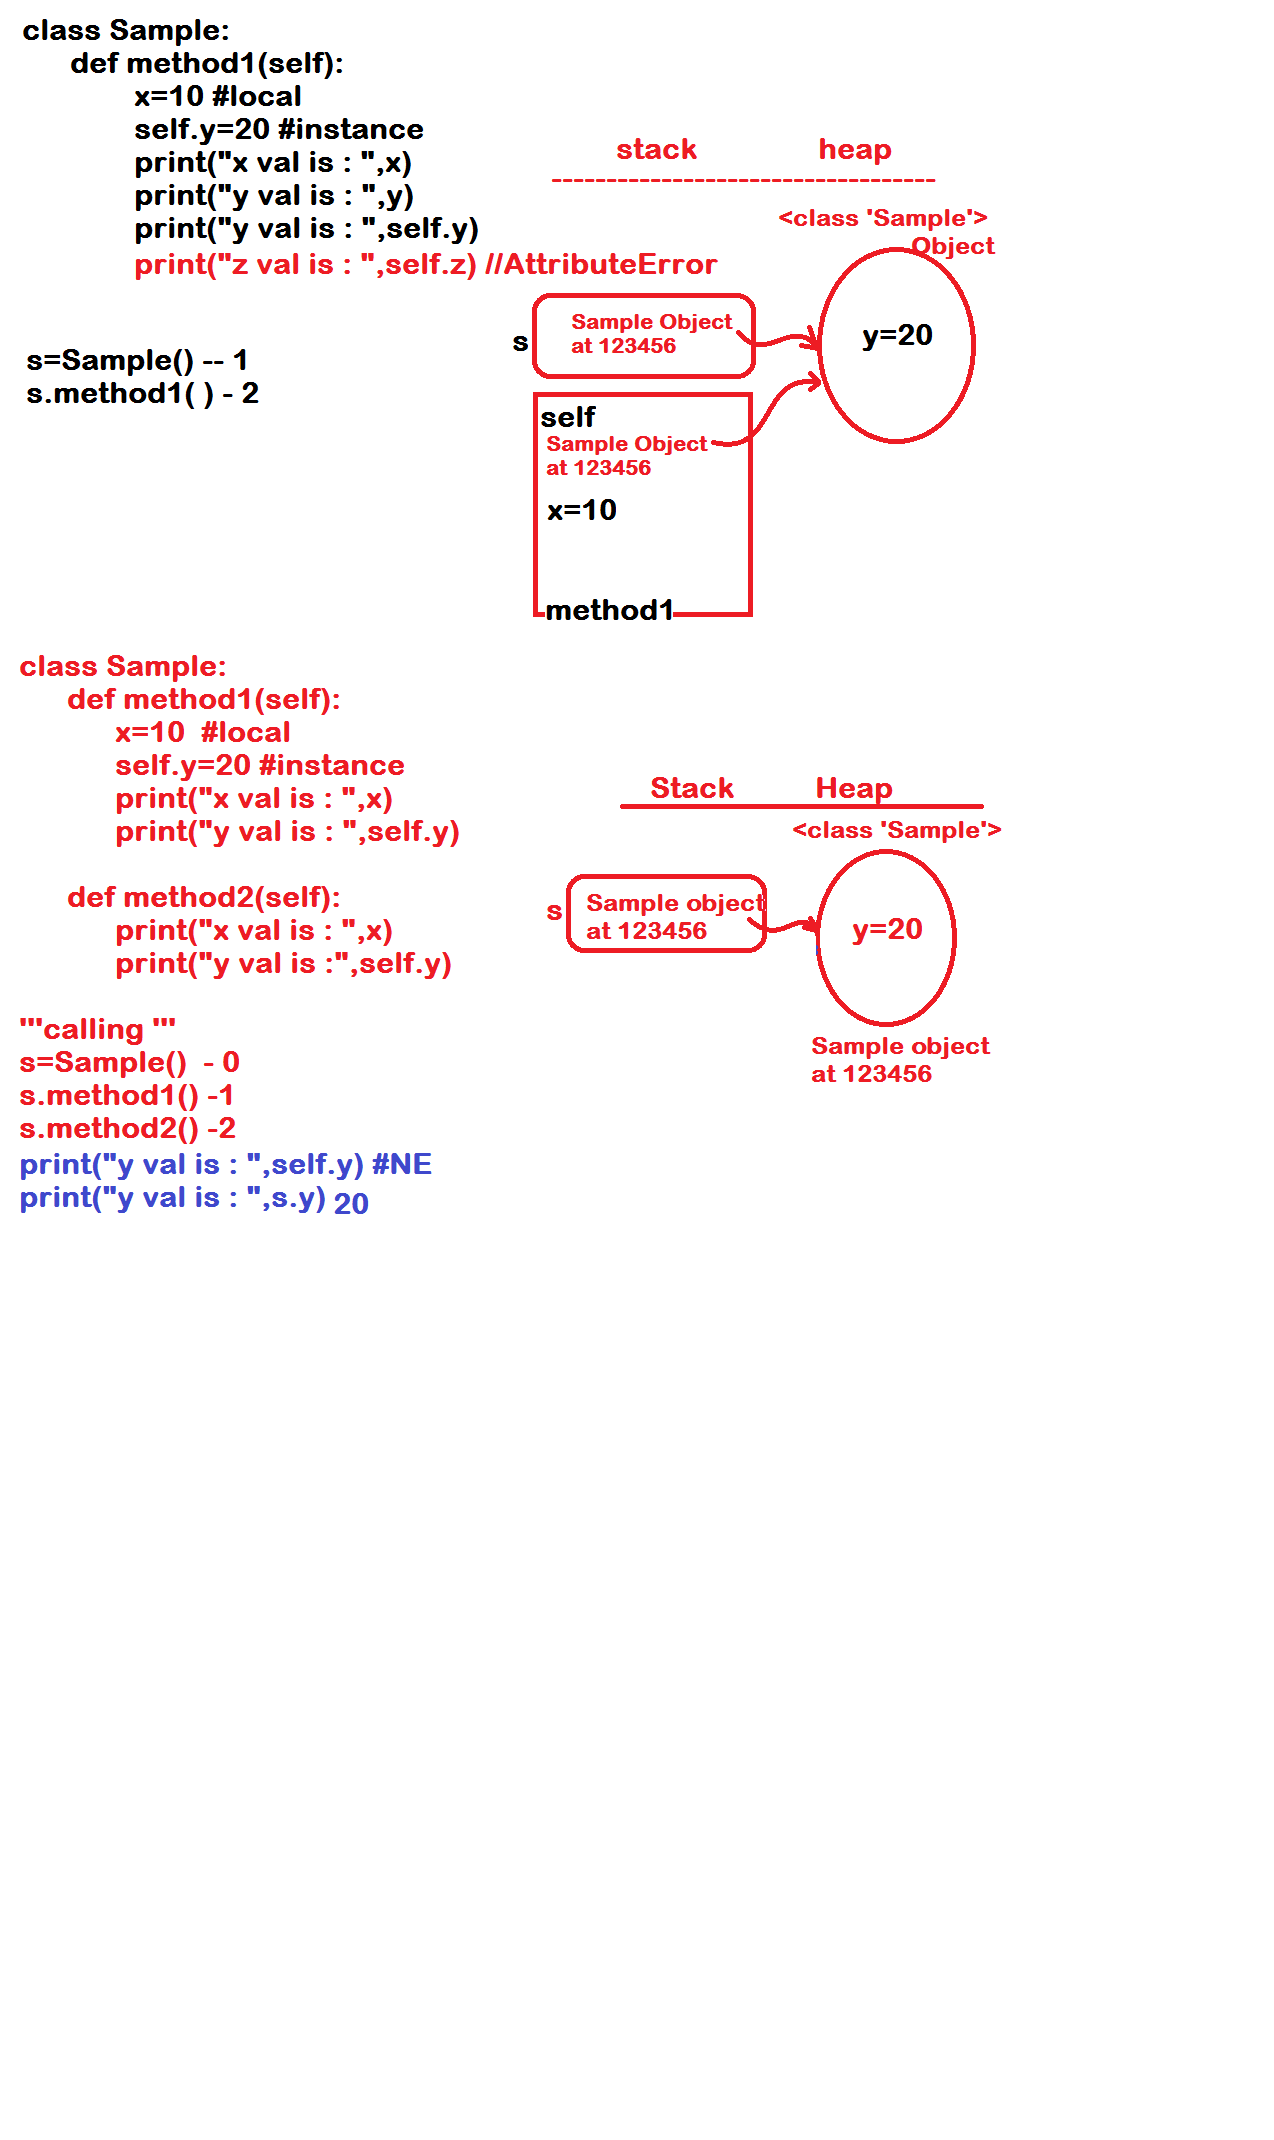 class Sample:
def method1(self):
x=10 #local
self.y=20 #instance
print("x val is : ",x)
print("y val is : ",y)
print("y val is : ",self.y)
print("z val is : ",self.z) //AttributeError
s=Sample() -- 1
s.method1( ) - 2
stack heap
-----------------------------------
<class 'Sample'>
Object
s
Sample Object
at 123456
y=20
self
Sample Object
at 123456
x=10
method1
class Sample:
def method1(self):
x=10 #local
self.y=20 #instance
print("x val is : ",x)
print("y val is : ",self.y)
def method2(self):
print("x val is : ",x)
print("y val is :",self.y)
'''calling '''
s=Sample() - 0
s.method1() -1
s.method2() -2
print("y val is : ",self.y) #NE
print("y val is : ",s.y) 20
Stack Heap
<class 'Sample'>
s
Sample object
at 123456
y=20
Sample object
at 123456